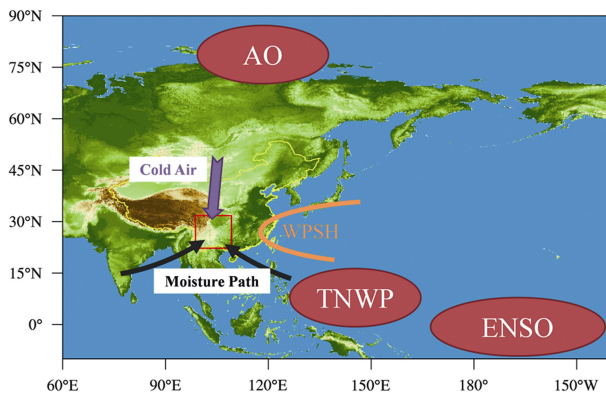 90°N
AO
75°N
60°N
45°N
Cold Air
30°N
WPSH
15°N
Moisture Path
TNWP
0°
ENSO
60°E
90°E
120°E
150°E
180°
150°W